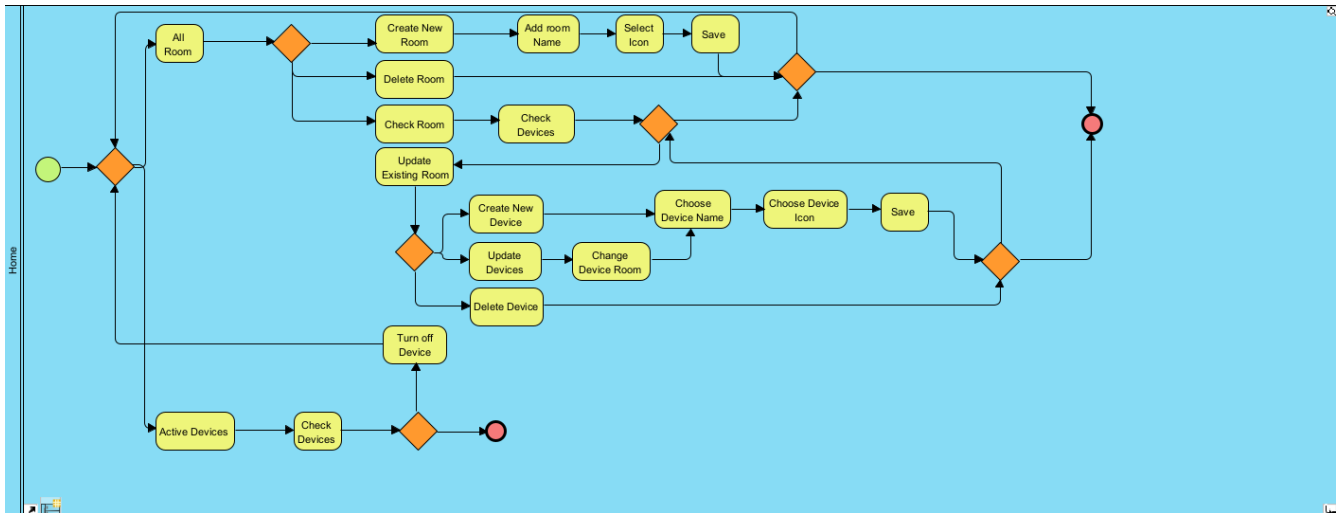 All
Room
Create New
Room
Add room
Name
Select
Icon
Save
Delete Room
Check Room
Check
Devices
Update
Existing Room
Create New
Device
Choose
Device Name
Choose Device
Icon
Save
Update
Devices
Change
Device Room
Delete Device
Home
Turn off
Device
Active Devices
Check
Devices